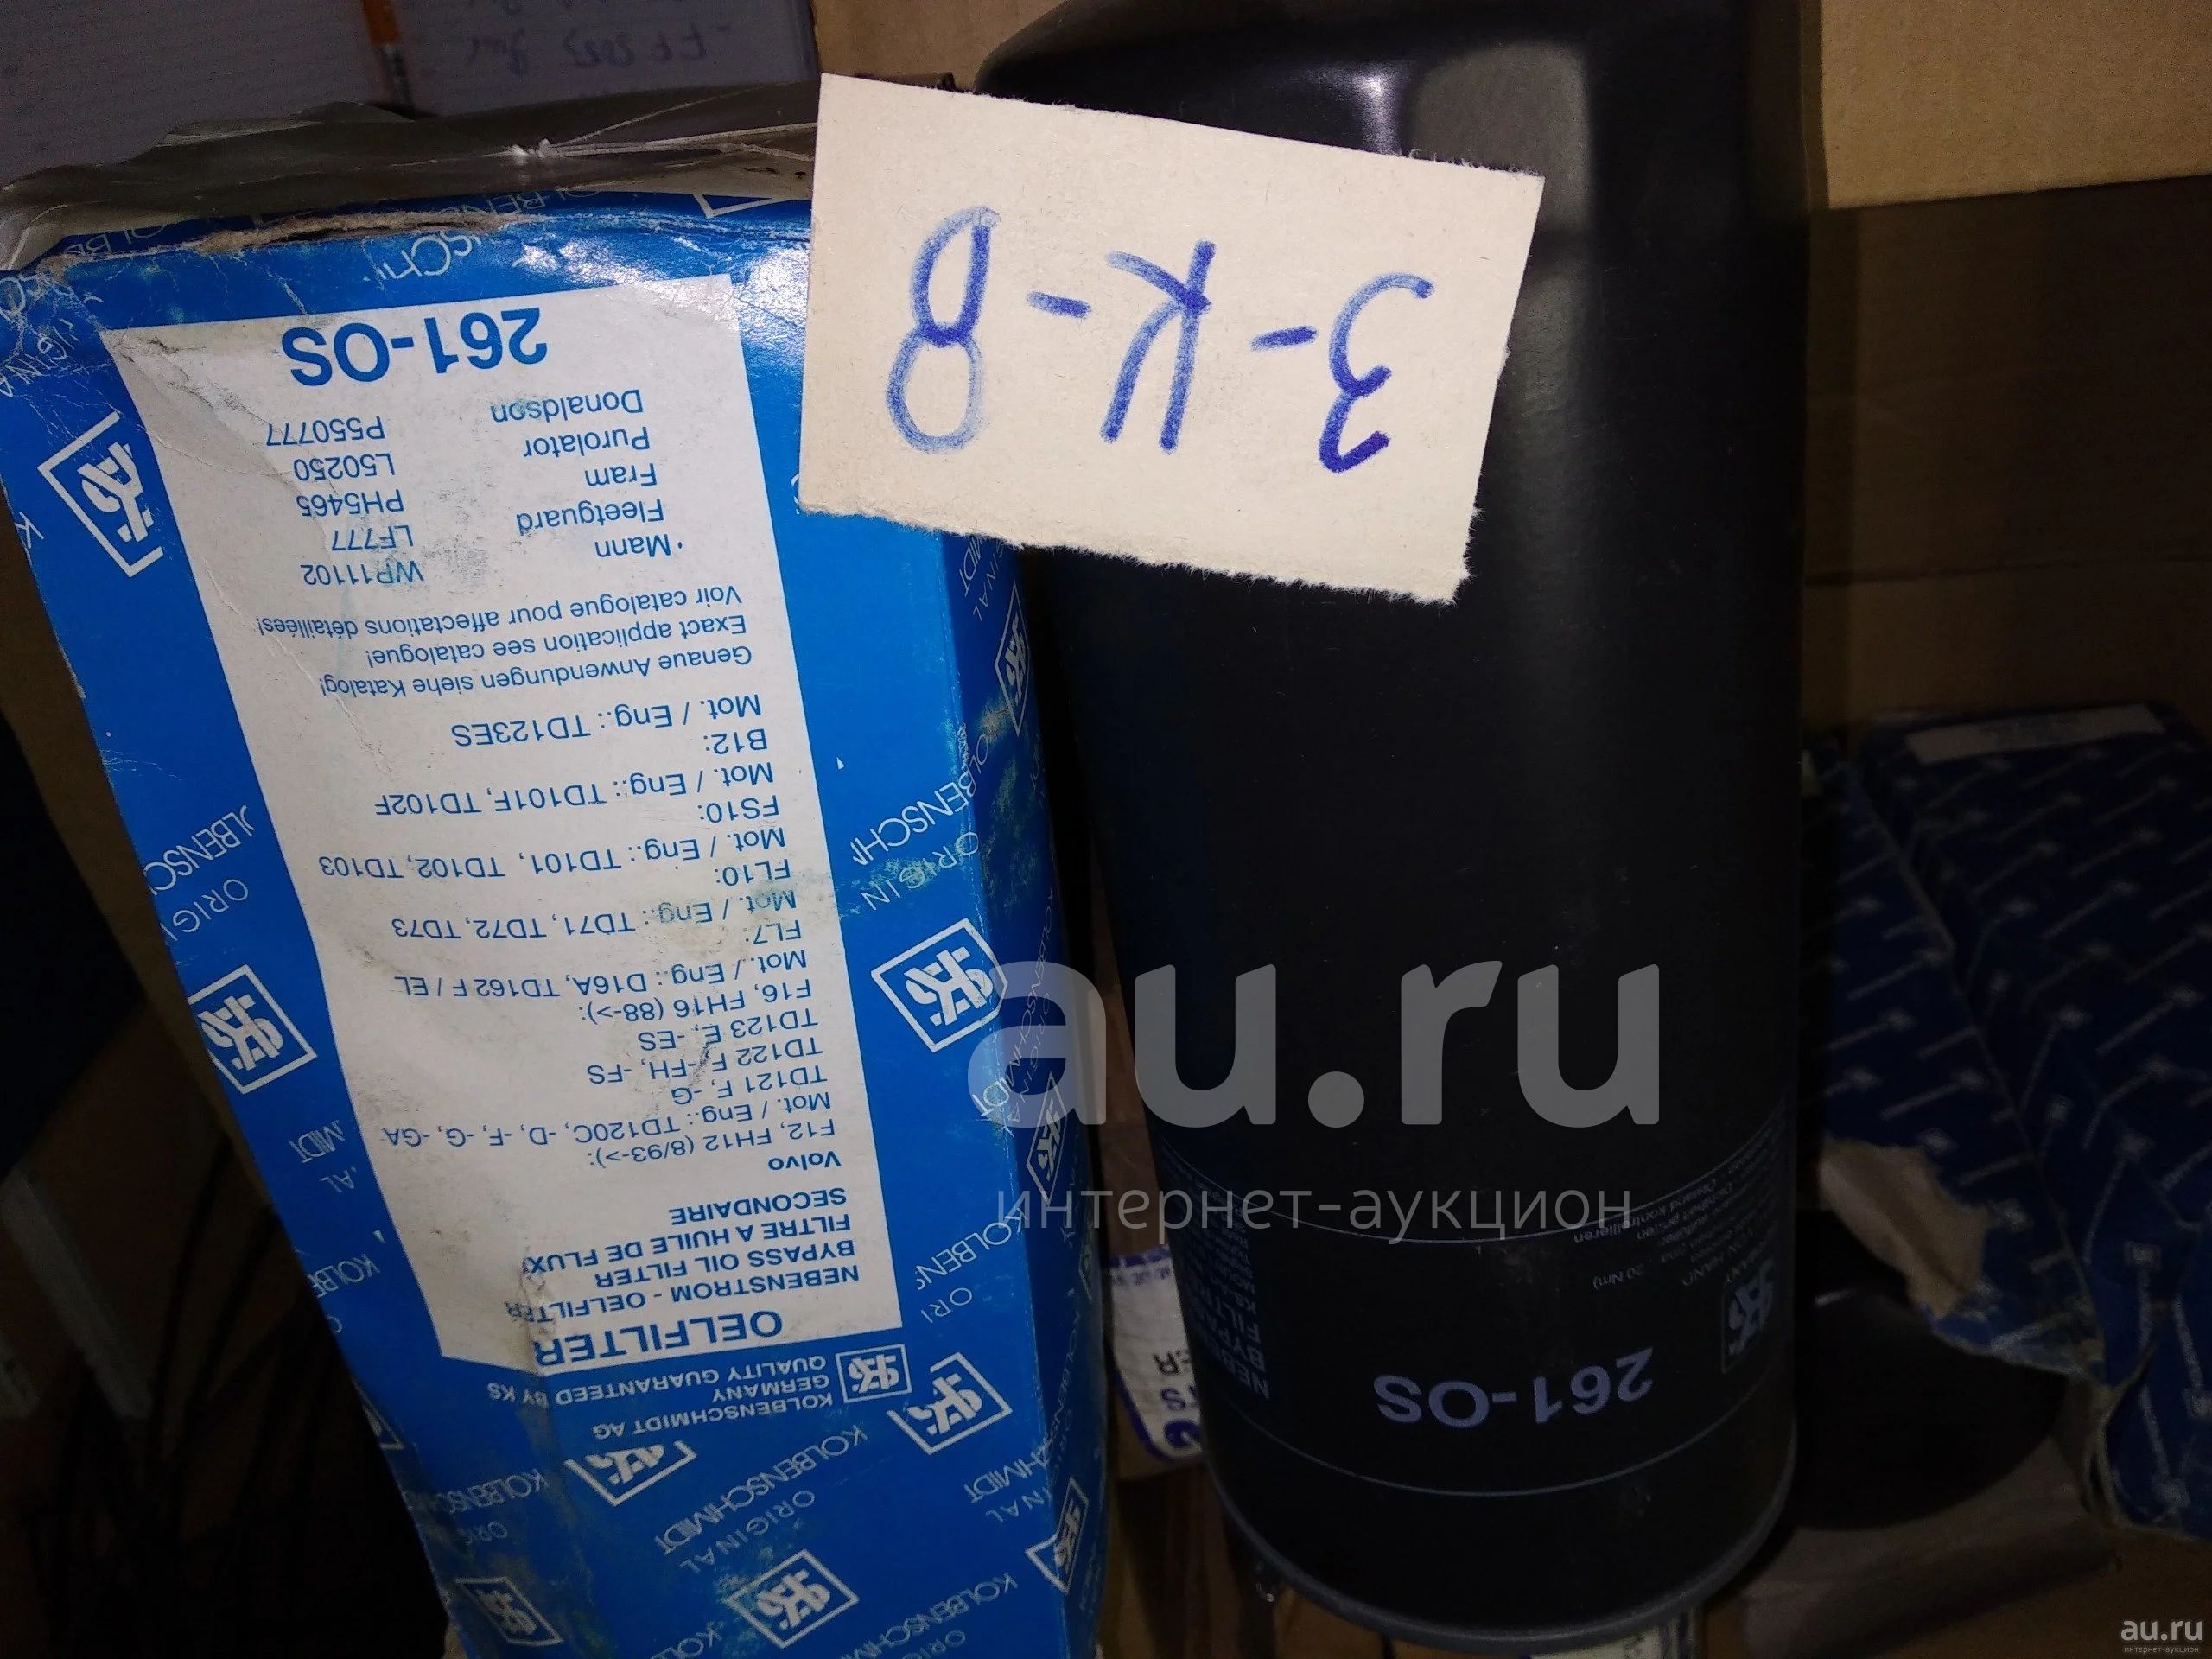 KOLBENSCHMIDT AG
GERMANY
QUALITY GUARANTEED BY KS
OELFILTER
NEBENSTROM - OELFILTER
BYPASS OIL FILTER
FILTRE A HUILE DE FLUX
SECONDAIRE
Volvo
F12, FH12 (8/93->):
Mot. / Eng.: TD120C, -D, -F, -G, -GA
TD121 F, -G
TD122 F, -FH, -FS
TD123 E, -ES
F16, FH16 (88->):
Mot. / Eng.: D16A, TD162 F / EL
FL7:
Mot. / Eng.: TD71, TD72, TD73
FL10:
Mot. / Eng.: TD101, TD102, TD103
FS10:
Mot. / Eng.: TD101F, TD102F
B12:
Mot. / Eng.: TD123ES
Genaue Anwendungen siehe Katalog!
Exact application see catalogue!
Voir catalogue pour affectations détaillées!
Mann WP11102
Fleetguard LF777
Fram PH5465
Purolator L50250
Donaldson P550777
261-OS
3-K-8
261-OS
ORIGINAL
KOLBENSCHMIDT
au.ru
интернет-аукцион
au.ru
интернет-аукцион